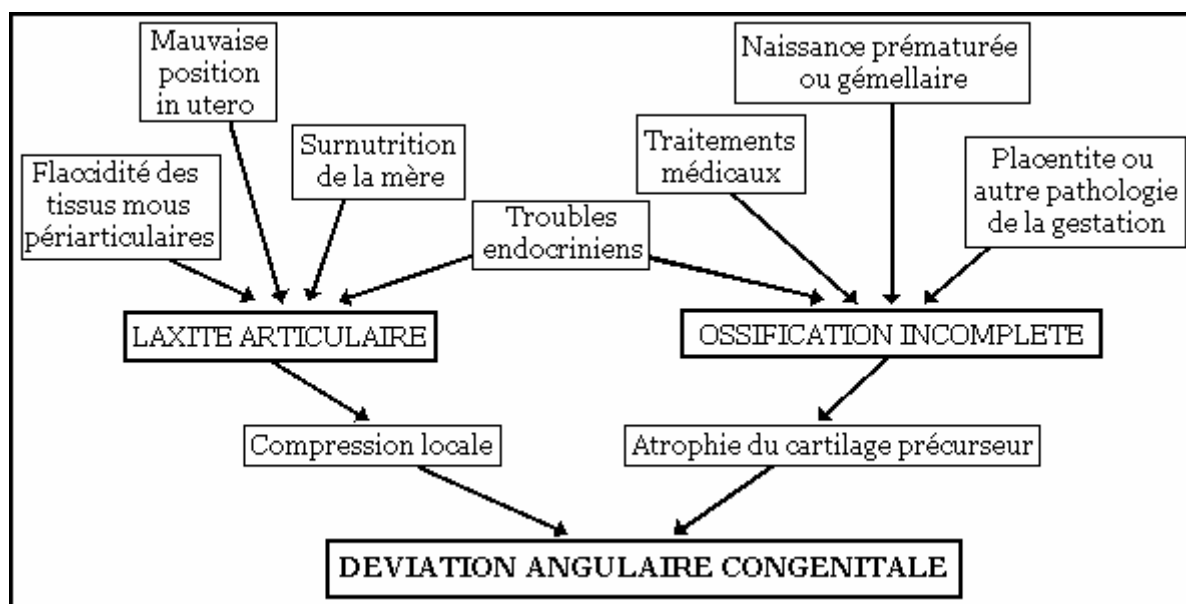 Mauvaise
position
in utero
Naissance prématurée
ou gémellaire
Flaccidité des
tissus mous
périarticulaires
Surnutrition
de la mère
Troubles
endocriniens
Traitements
médicaux
Placentite ou
autre pathologie
de la gestation
LAXITE ARTICULAIRE
OSSIFICATION INCOMPLETE
Compression locale
Atrophie du cartilage précurseur
DEVIATION ANGULAIRE CONGENITALE